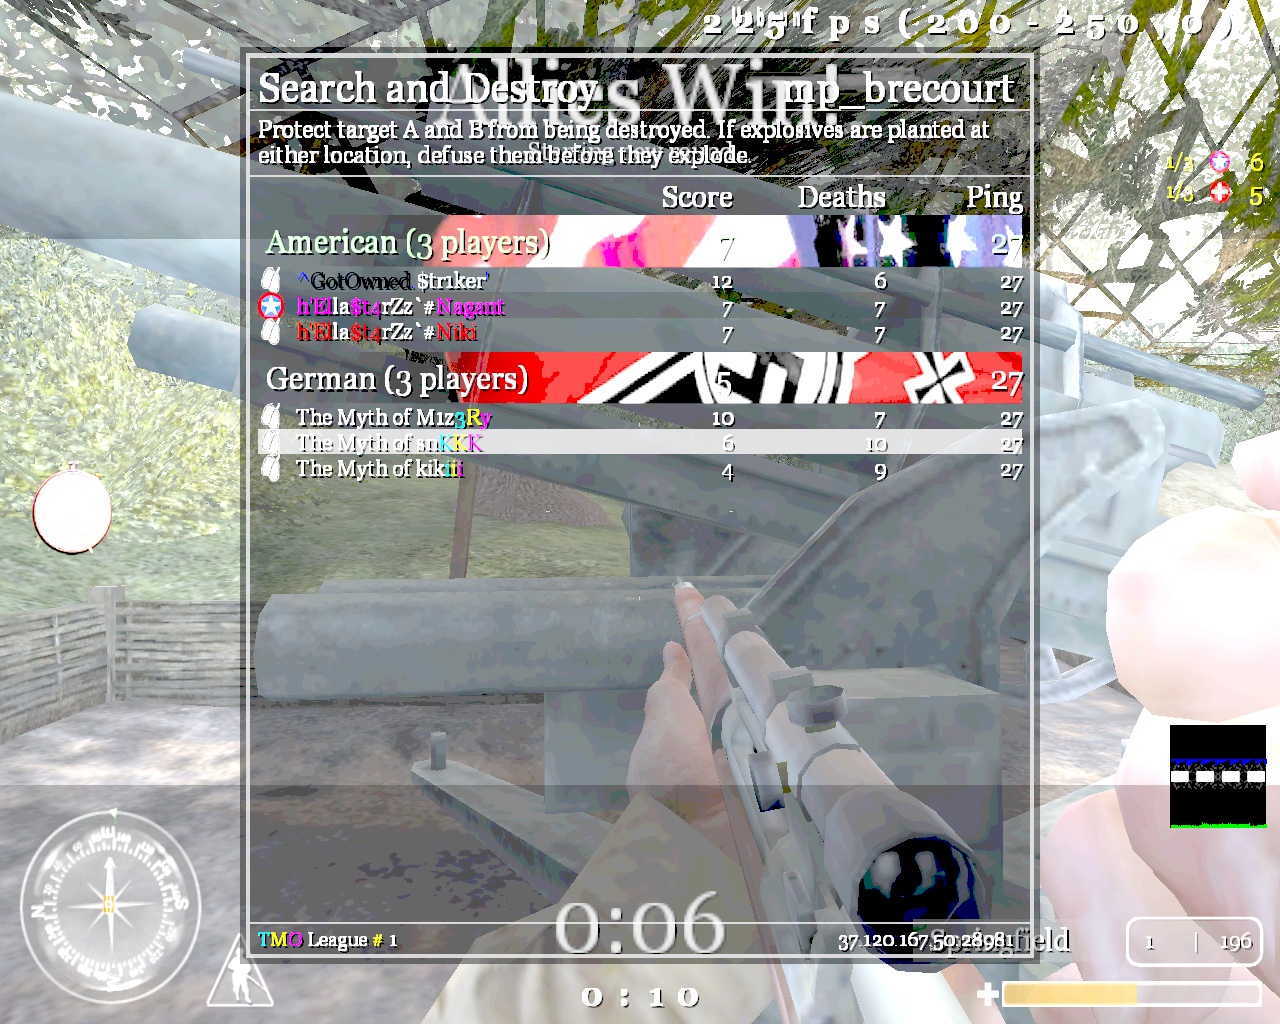 225 fps (200 - 250, 0)
Allies Win!
Search and Destroy mp_brecourt
Protect target A and B from being destroyed. If explosives are planted at
either location, defuse them before they explode.
1/3 6
1/3 5
Score Deaths Ping
American (3 players) 7 27
^GotOwned.$tr1ker' 12 6 27
h'Ella$t4rZz`#Nagant 7 7 27
h'Ella$t4rZz`#Niki 7 7 27
German (3 players) 5 27
The Myth of M1z3Ry 10 7 27
The Myth of snKKK 6 10 27
The Myth of kikiii 4 9 27
N S
0:06
TMO League # 1 37.120.167.50:28981
Springfield
1 | 196
0:10